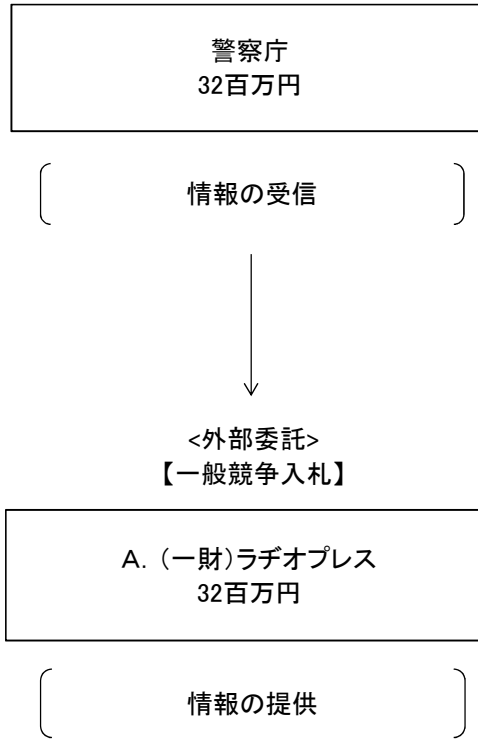 警察庁
32百万円
情報の受信
<外部委託>
【一般競争入札】
A. (一財)ラヂオプレス
32百万円
情報の提供